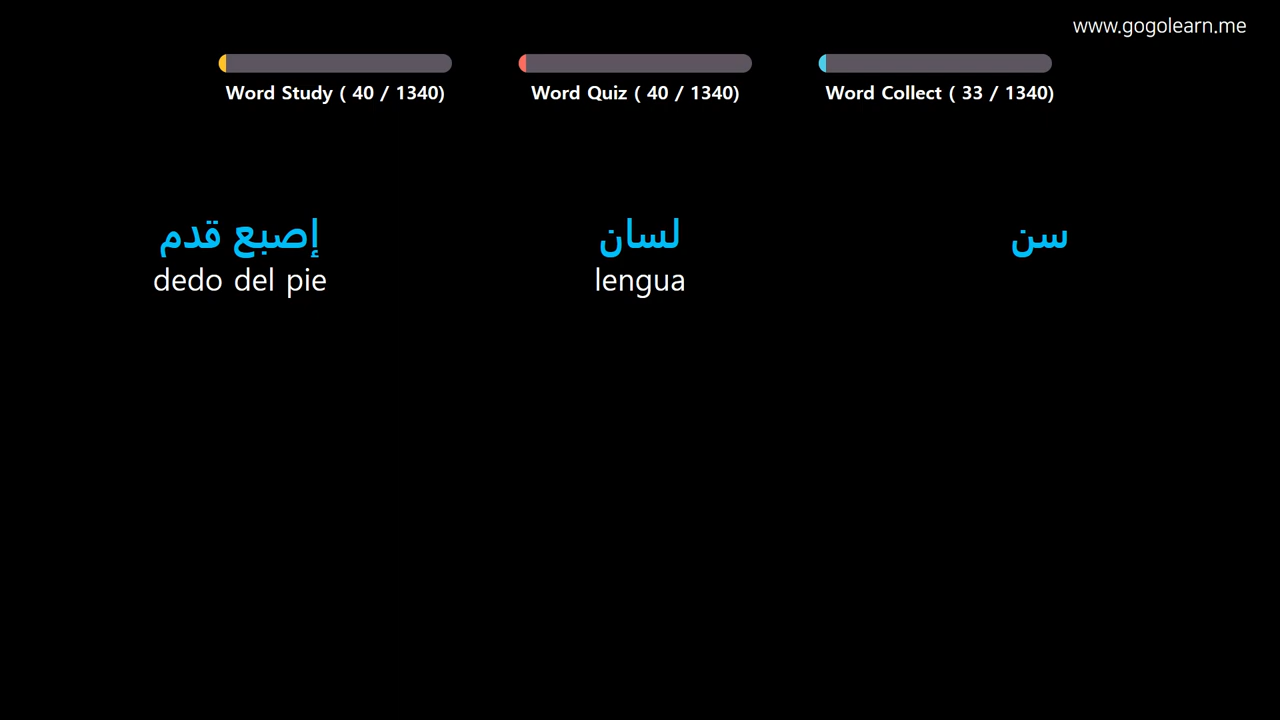 www.gogolearn.me
Word Study ( 40 / 1340)
Word Quiz ( 40 / 1340)
Word Collect ( 33 / 1340)
إصبع قدم
dedo del pie
لسان
lengua
سن